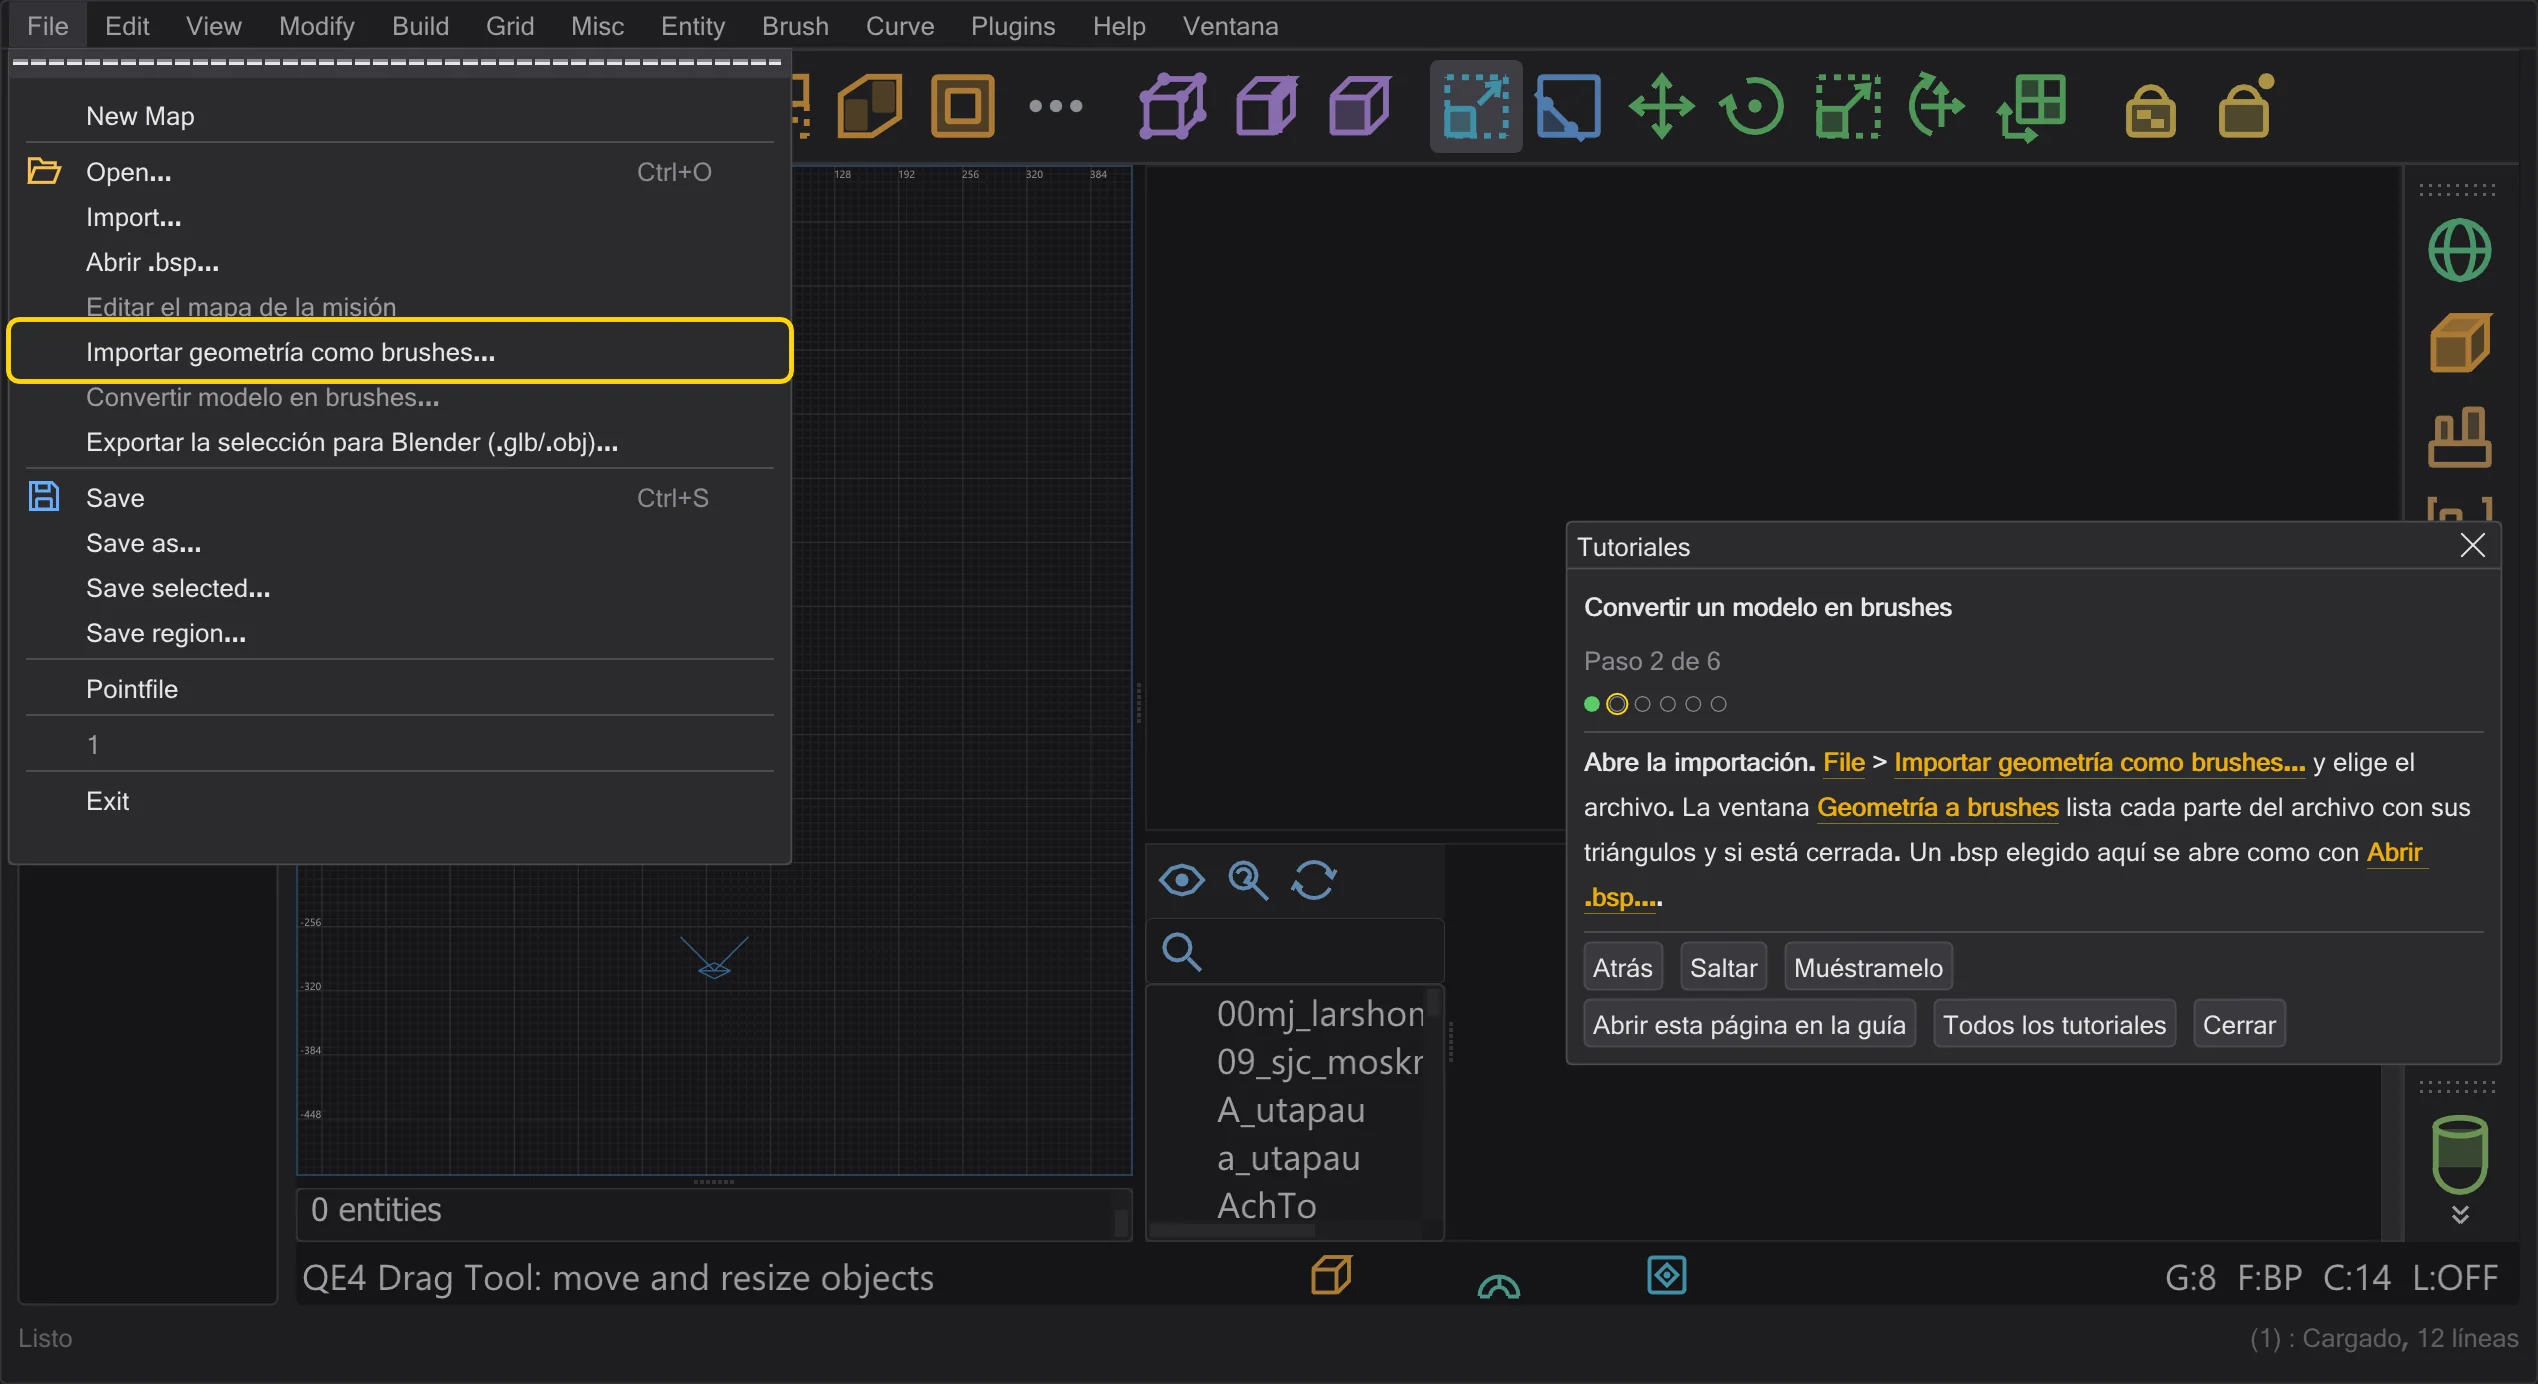 File Edit View Modify Build Grid Misc Entity Brush Curve Plugins Help Ventana
New Map
Open... Ctrl+O
Import...
Abrir .bsp...
Editar el mapa de la misión
Importar geometría como brushes...
Convertir modelo en brushes...
Exportar la selección para Blender (.glb/.obj)...
Save Ctrl+S
Save as...
Save selected...
Save region...
Pointfile
1
Exit
128 192 256 320 384
-256
-320
-384
-448
0 entities
00mj_larshon
09_sjc_moskr
A_utapau
a_utapau
AchTo
Tutoriales
Convertir un modelo en brushes
Paso 2 de 6
Abre la importación. File > Importar geometría como brushes... y elige el
archivo. La ventana Geometría a brushes lista cada parte del archivo con sus
triángulos y si está cerrada. Un .bsp elegido aquí se abre como con Abrir
.bsp....
Atrás Saltar Muéstramelo
Abrir esta página en la guía Todos los tutoriales Cerrar
QE4 Drag Tool: move and resize objects
G:8 F:BP C:14 L:OFF
Listo
(1) : Cargado, 12 líneas